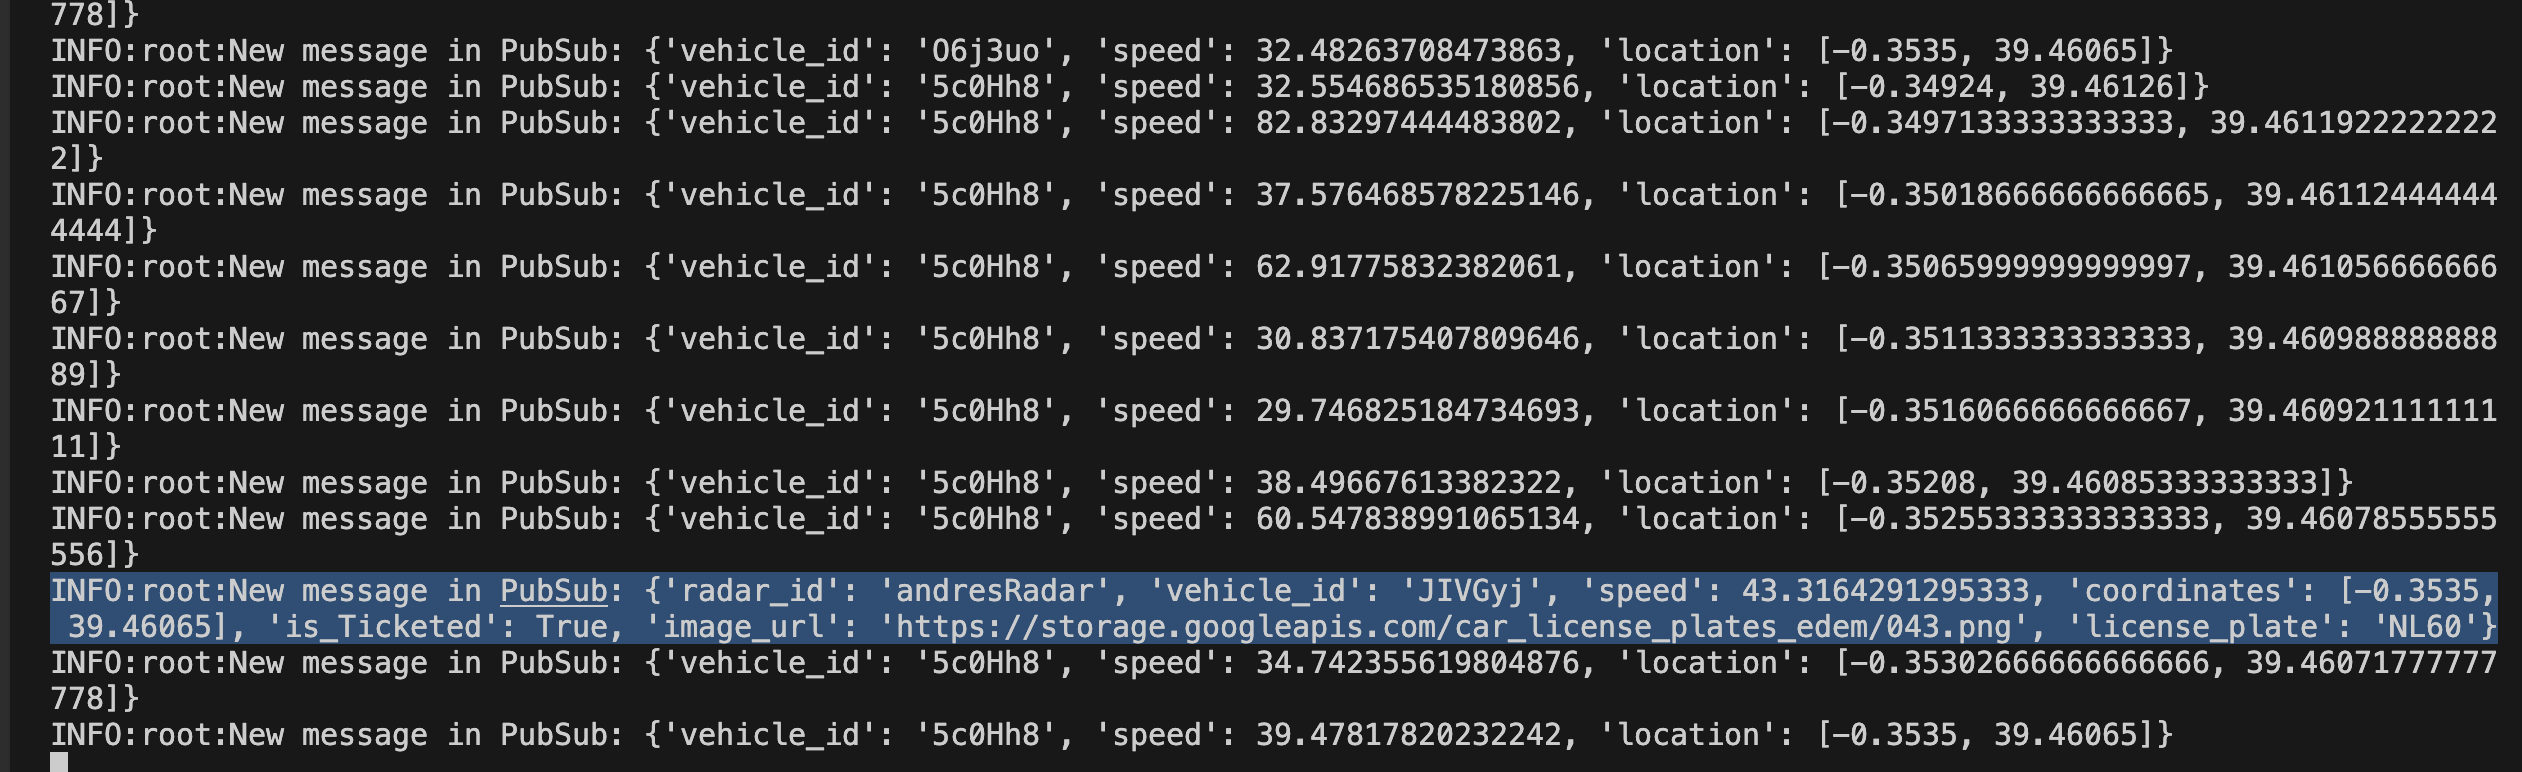 778]}
INFO:root:New message in PubSub: {'vehicle_id': 'O6j3uo', 'speed': 32.48263708473863, 'location': [-0.3535, 39.46065]}
INFO:root:New message in PubSub: {'vehicle_id': '5c0Hh8', 'speed': 32.554686535180856, 'location': [-0.34924, 39.46126]}
INFO:root:New message in PubSub: {'vehicle_id': '5c0Hh8', 'speed': 82.83297444483802, 'location': [-0.3497133333333333, 39.4611922222222
2]}
INFO:root:New message in PubSub: {'vehicle_id': '5c0Hh8', 'speed': 37.576468578225146, 'location': [-0.35018666666666665, 39.46112444444
4444]}
INFO:root:New message in PubSub: {'vehicle_id': '5c0Hh8', 'speed': 62.91775832382061, 'location': [-0.35065999999999997, 39.461056666666
67]}
INFO:root:New message in PubSub: {'vehicle_id': '5c0Hh8', 'speed': 30.837175407809646, 'location': [-0.3511333333333333, 39.460988888888
89]}
INFO:root:New message in PubSub: {'vehicle_id': '5c0Hh8', 'speed': 29.746825184734693, 'location': [-0.3516066666666667, 39.460921111111
11]}
INFO:root:New message in PubSub: {'vehicle_id': '5c0Hh8', 'speed': 38.49667613382322, 'location': [-0.35208, 39.46085333333333]}
INFO:root:New message in PubSub: {'vehicle_id': '5c0Hh8', 'speed': 60.547838991065134, 'location': [-0.35255333333333333, 39.46078555555
556]}
INFO:root:New message in PubSub: {'radar_id': 'andresRadar', 'vehicle_id': 'JIVGyj', 'speed': 43.3164291295333, 'coordinates': [-0.3535,
 39.46065], 'is_Ticketed': True, 'image_url': 'https://storage.googleapis.com/car_license_plates_edem/043.png', 'license_plate': 'NL60'}
INFO:root:New message in PubSub: {'vehicle_id': '5c0Hh8', 'speed': 34.742355619804876, 'location': [-0.35302666666666666, 39.46071777777
778]}
INFO:root:New message in PubSub: {'vehicle_id': '5c0Hh8', 'speed': 39.47817820232242, 'location': [-0.3535, 39.46065]}